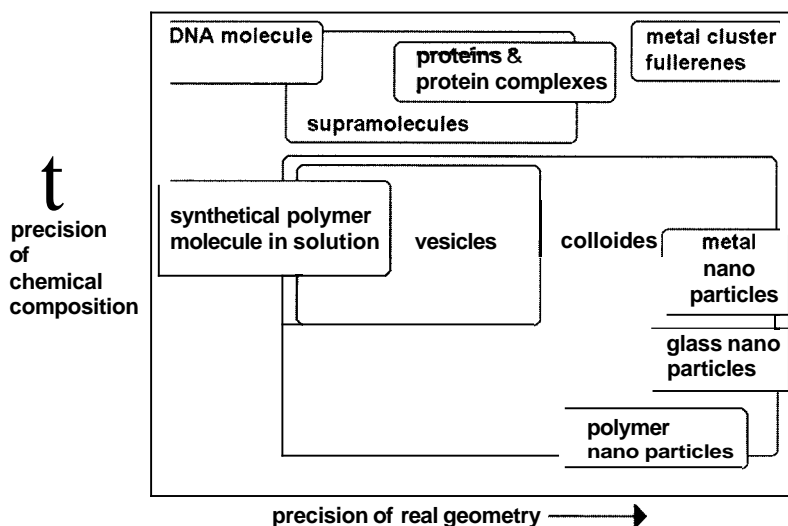 DNA molecule
proteins &
protein complexes
metal cluster
fullerenes
supramolecules
t
precision
of
chemical
composition
synthetical polymer
molecule in solution
vesicles
colloides
metal
nano
particles
glass nano
particles
polymer
nano particles
precision of real geometry